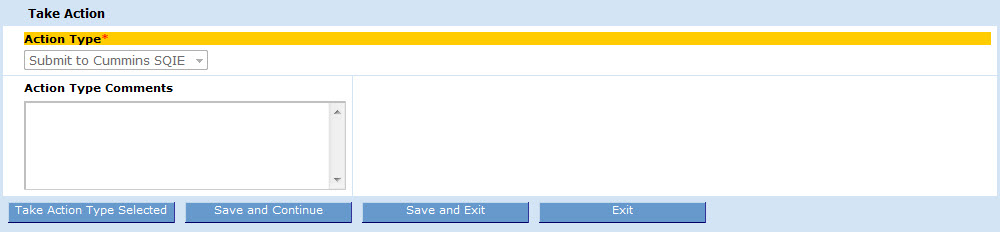 Take Action
Action Type*
Submit to Cummins SQIE
Action Type Comments
Take Action Type Selected Save and Continue Save and Exit Exit